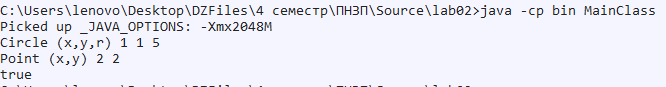 C:\Users\lenovo\Desktop\DZFiles\4 семестр\ПНЗП\Source\lab02>java -cp bin MainClass
Picked up _JAVA_OPTIONS: -Xmx2048M
Circle (x,y,r) 1 1 5
Point (x,y) 2 2
true